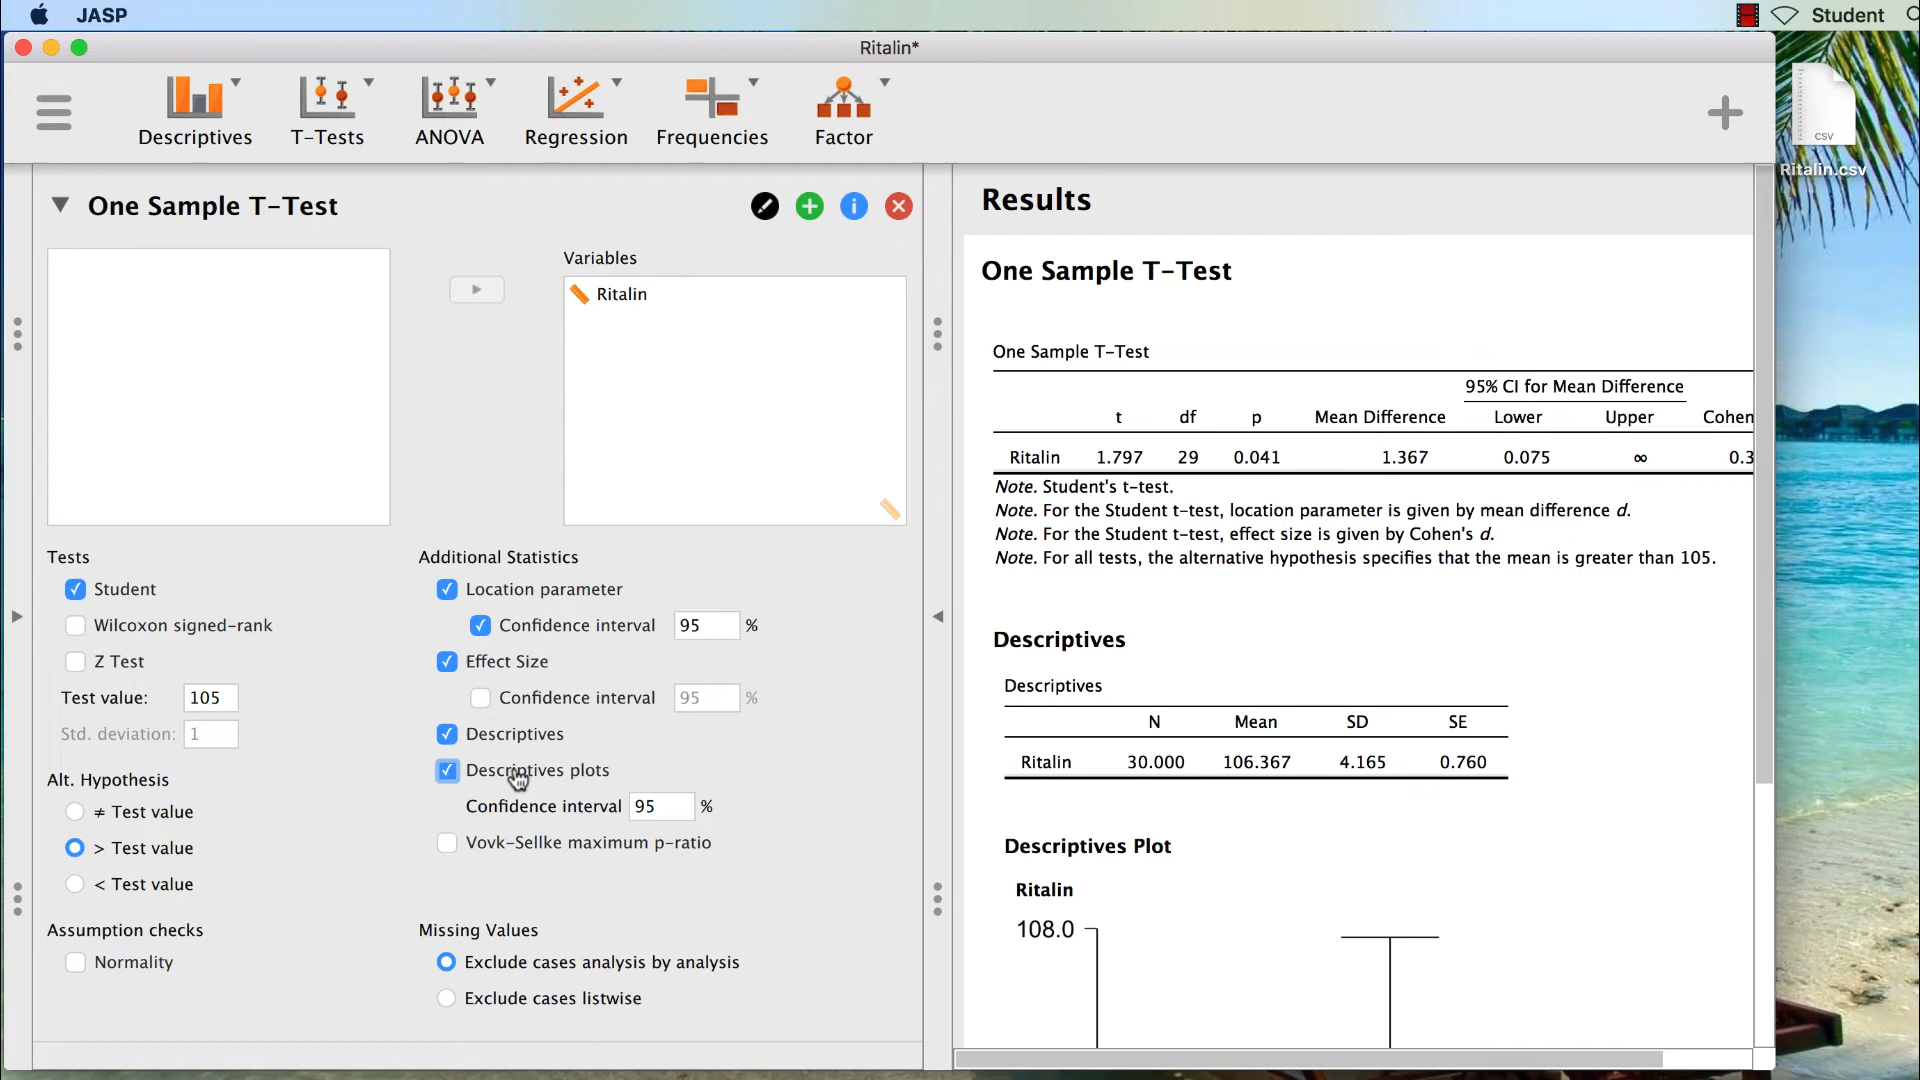 JASP
Student
Ritalin*
Descriptives
T-Tests
ANOVA
Regression
Frequencies
Factor
csv
Ritalin.csv
One Sample T-Test
Variables
Ritalin
Tests
Student
Wilcoxon signed-rank
Z Test
Test value: 105
Std. deviation: 1
Alt. Hypothesis
≠ Test value
> Test value
< Test value
Assumption checks
Normality
Additional Statistics
Location parameter
Confidence interval 95 %
Effect Size
Confidence interval 95 %
Descriptives
Descriptives plots
Confidence interval 95 %
Vovk-Sellke maximum p-ratio
Missing Values
Exclude cases analysis by analysis
Exclude cases listwise
Results
One Sample T-Test
One Sample T-Test
95% CI for Mean Difference
t df p Mean Difference Lower Upper Cohen
Ritalin 1.797 29 0.041 1.367 0.075 ∞ 0.3
Note. Student's t-test.
Note. For the Student t-test, location parameter is given by mean difference d.
Note. For the Student t-test, effect size is given by Cohen's d.
Note. For all tests, the alternative hypothesis specifies that the mean is greater than 105.
Descriptives
Descriptives
N Mean SD SE
Ritalin 30.000 106.367 4.165 0.760
Descriptives Plot
Ritalin
108.0